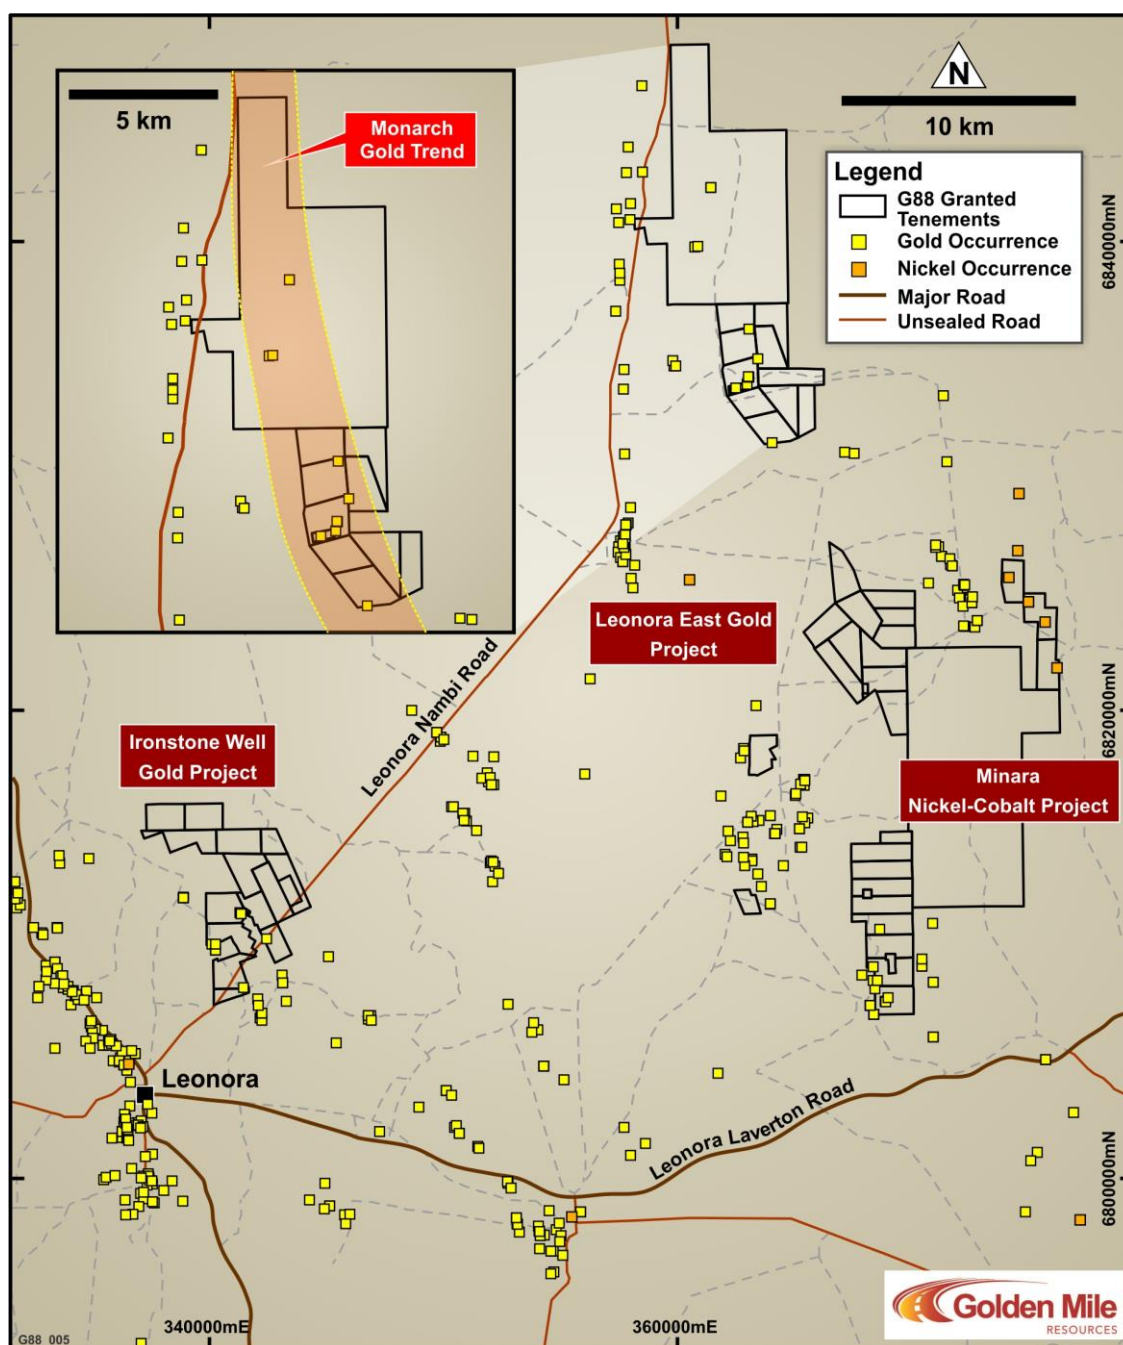 N
5 km
Monarch
Gold Trend
10 km
Legend
G88 Granted
Tenements
Gold Occurrence
Nickel Occurrence
Major Road
Unsealed Road
6840000mN
Leonora East Gold
Project
Leonora Nambi Road
6820000mN
Ironstone Well
Gold Project
Minara
Nickel-Cobalt Project
Leonora
Leonora Laverton Road
6800000mN
340000mE
360000mE
G88_005
Golden Mile
RESOURCES